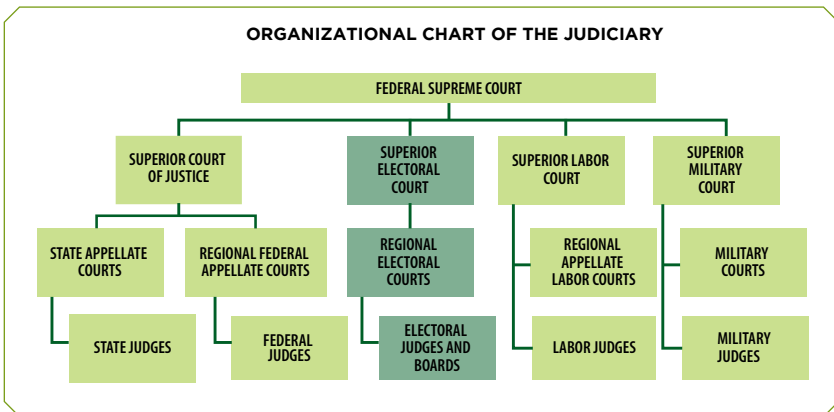 ORGANIZATIONAL CHART OF THE JUDICIARY
FEDERAL SUPREME COURT
SUPERIOR COURT
OF JUSTICE
SUPERIOR
ELECTORAL
COURT
SUPERIOR LABOR
COURT
SUPERIOR
MILITARY
COURT
STATE APPELLATE
COURTS
REGIONAL FEDERAL
APPELLATE COURTS
REGIONAL
ELECTORAL
COURTS
REGIONAL
APPELLATE
LABOR COURTS
MILITARY
COURTS
STATE JUDGES
FEDERAL
JUDGES
ELECTORAL
JUDGES AND
BOARDS
LABOR JUDGES
MILITARY
JUDGES